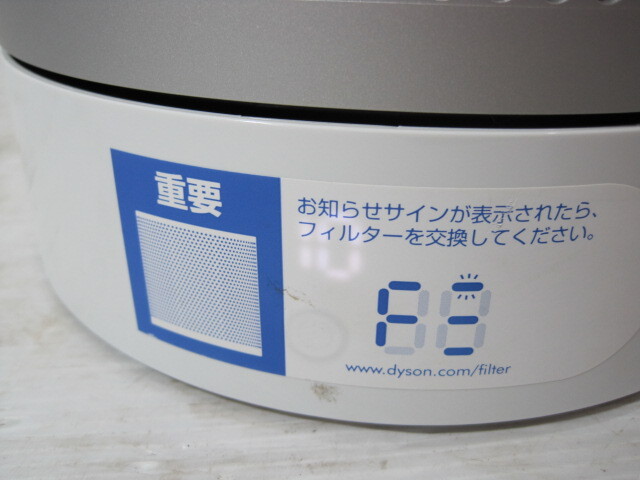 重要
お知らせサインが表示されたら、
フィルターを交換してください。
10
F
www.dyson.com/filter